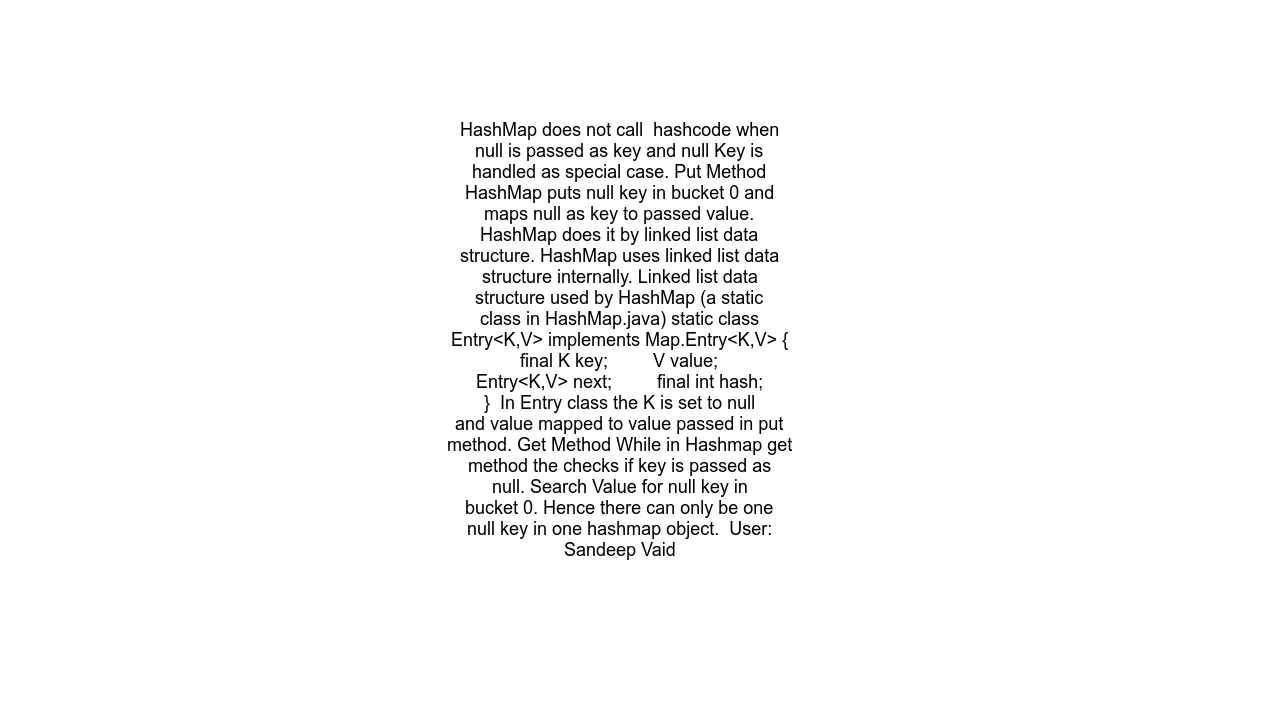 HashMap does not call  hashcode when
null is passed as key and null Key is
handled as special case. Put Method
HashMap puts null key in bucket 0 and
maps null as key to passed value.
HashMap does it by linked list data
structure. HashMap uses linked list data
structure internally. Linked list data
structure used by HashMap (a static
class in HashMap.java) static class
Entry<K,V> implements Map.Entry<K,V> {
final K key;         V value;
Entry<K,V> next;         final int hash;
}  In Entry class the K is set to null
and value mapped to value passed in put
method. Get Method While in Hashmap get
method the checks if key is passed as
null. Search Value for null key in
bucket 0. Hence there can only be one
null key in one hashmap object.  User:
Sandeep Vaid